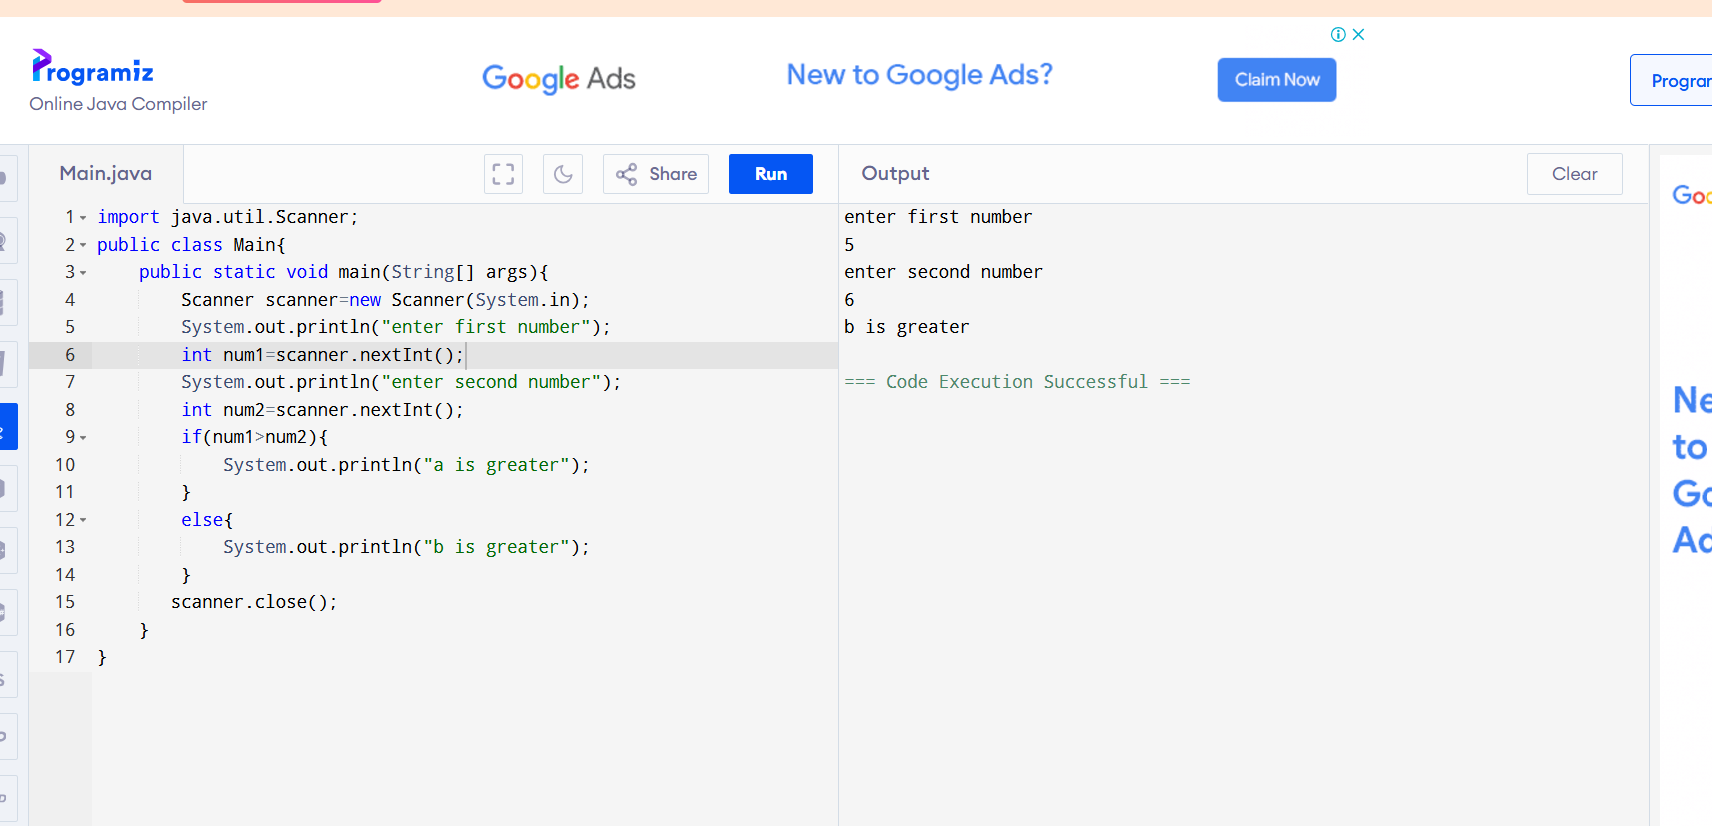 Programiz
Online Java Compiler
Google Ads
New to Google Ads?
Claim Now
Main.java
Share
Run
Output
Clear
1 import java.util.Scanner;
2 public class Main{
3 public static void main(String[] args){
4 Scanner scanner=new Scanner(System.in);
5 System.out.println("enter first number");
6 int num1=scanner.nextInt();
7 System.out.println("enter second number");
8 int num2=scanner.nextInt();
9 if(num1>num2){
10 System.out.println("a is greater");
11 }
12 else{
13 System.out.println("b is greater");
14 }
15 scanner.close();
16 }
17 }
enter first number
5
enter second number
6
b is greater
=== Code Execution Successful ===
to